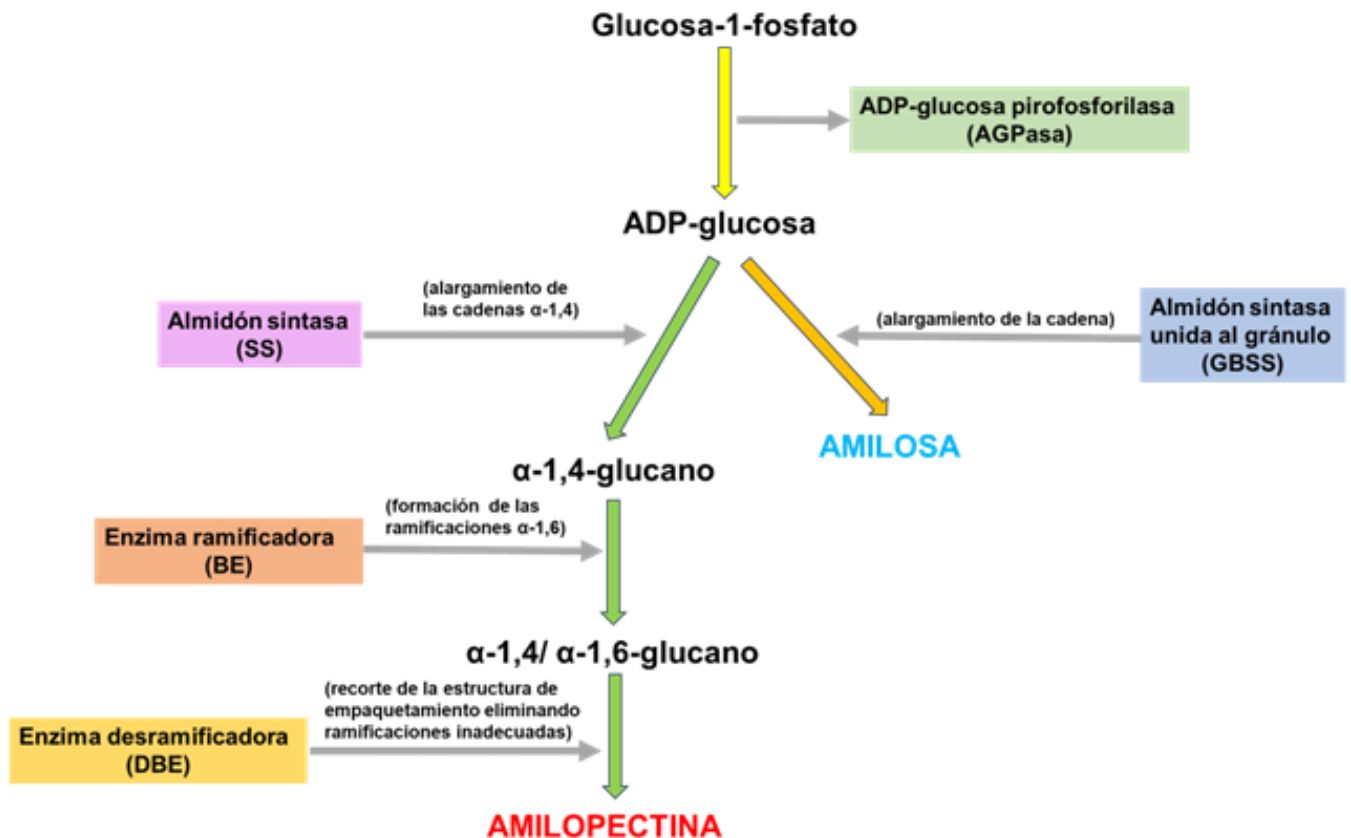 Glucosa-1-fosfato
ADP-glucosa pirofosforilasa
(AGPasa)
ADP-glucosa
Almidón sintasa
(SS)
(alargamiento de
las cadenas α-1,4)
(alargamiento de la cadena)
Almidón sintasa
unida al gránulo
(GBSS)
AMILOSA
α-1,4-glucano
Enzima ramificadora
(BE)
(formación de las
ramificaciones α-1,6)
α-1,4/ α-1,6-glucano
Enzima desramificadora
(DBE)
(recorte de la estructura de
empaquetamiento eliminando
ramificaciones inadecuadas)
AMILOPECTINA